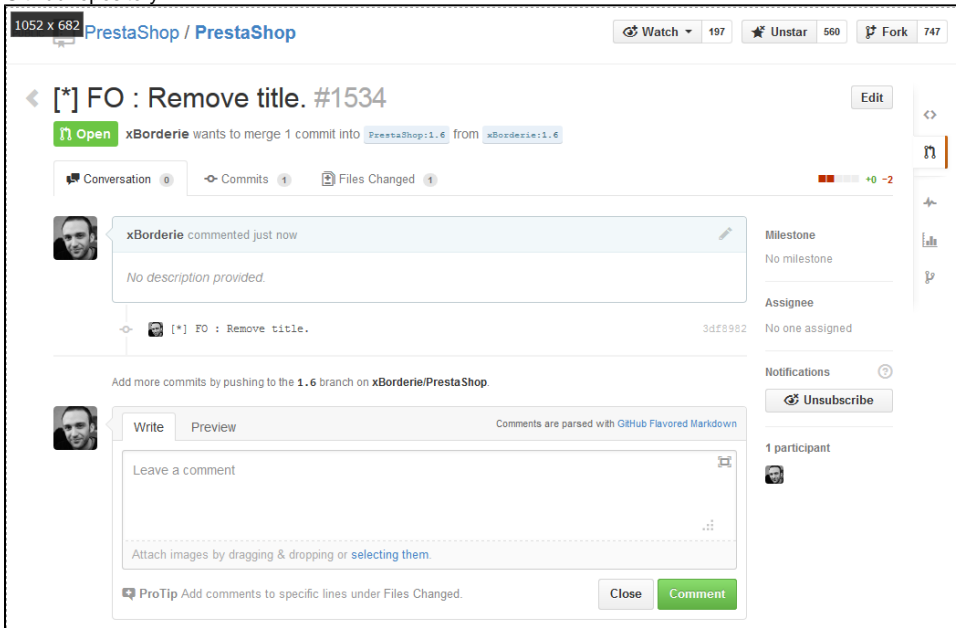 1052 x 682
PrestaShop / PrestaShop
Watch 197 Unstar 560 Fork 747
[*] FO : Remove title. #1534
Edit
Open xBorderie wants to merge 1 commit into PrestaShop:1.6 from xBorderie:1.6
Conversation 0 Commits 1 Files Changed 1 +0 -2
xBorderie commented just now
No description provided.
[*] FO : Remove title. 3df8982
Add more commits by pushing to the 1.6 branch on xBorderie/PrestaShop.
Write Preview Comments are parsed with GitHub Flavored Markdown
Leave a comment
Attach images by dragging & dropping or selecting them.
ProTip Add comments to specific lines under Files Changed.
Close Comment
Milestone
No milestone
Assignee
No one assigned
Notifications
Unsubscribe
1 participant